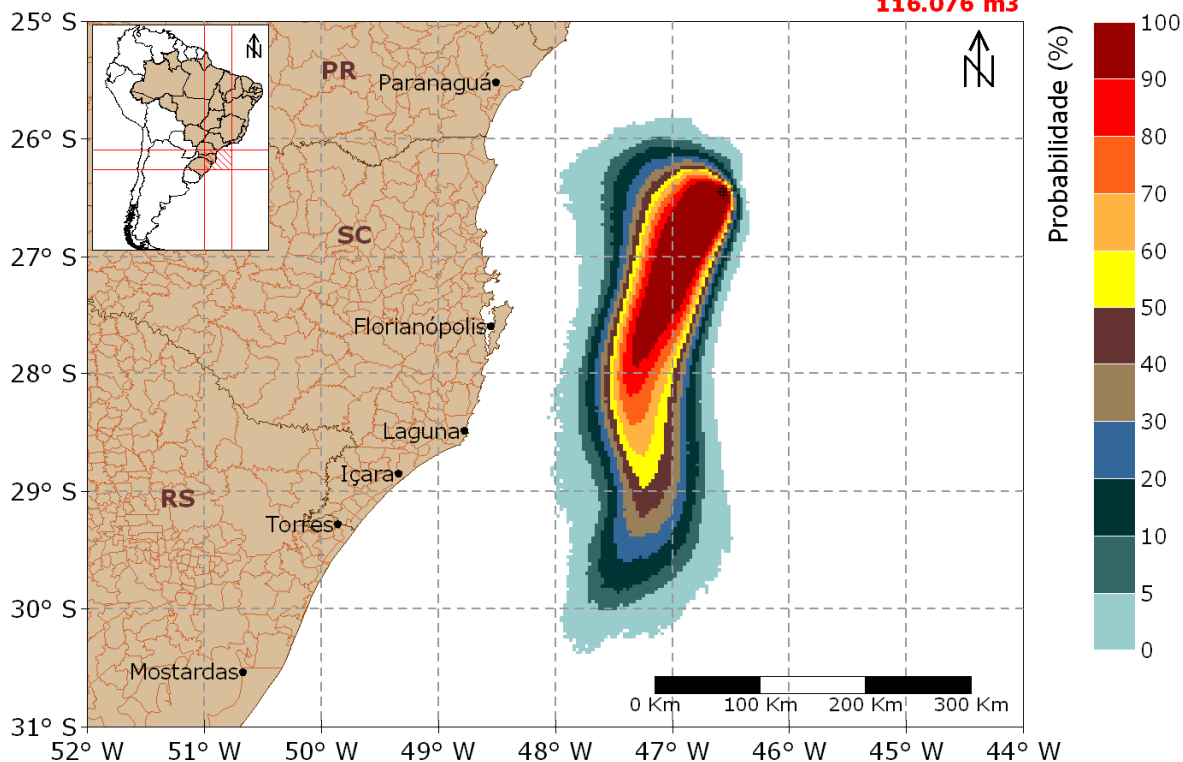 116.076 m3
25° S
26° S
27° S
28° S
29° S
30° S
31° S
52° W
51° W
50° W
49° W
48° W
47° W
46° W
45° W
44° W
N
N
PR
Paranaguá
SC
Florianópolis
Laguna
Içara
RS
Torres
Mostardas
0 Km
100 Km
200 Km
300 Km
Probabilidade (%)
100
90
80
70
60
50
40
30
20
10
5
0